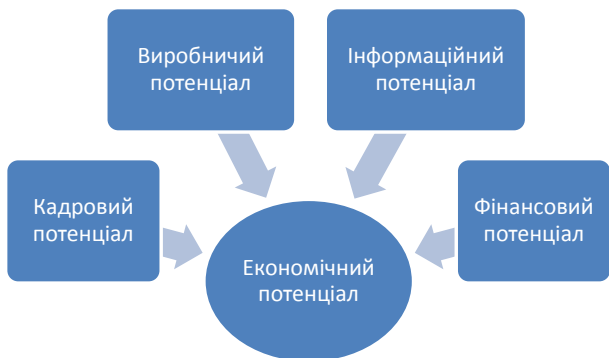 Виробничий
потенціал
Інформаційний
потенціал
Кадровий
потенціал
Фінансовий
потенціал
Економічний
потенціал